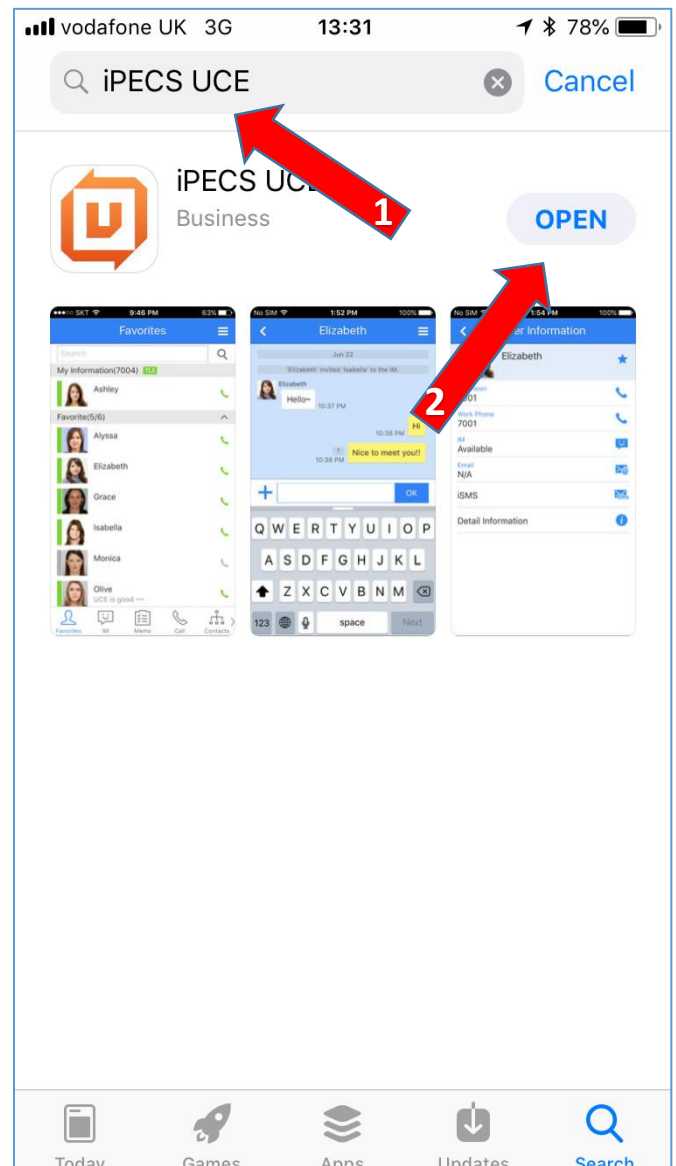 vodafone UK 3G 13:31 78%
iPECS UCE Cancel
iPECS UCE
Business
1
OPEN
2
SKT 9:46 PM 63%
Favorites
Search
My Information(7004)
Ashley
Favorite(5/6)
Alyssa
Elizabeth
Grace
Isabella
Monica
Olive
UCE is good ~~
Favorites IM Memo Call Contacts
No SIM 1:52 PM 100%
Elizabeth
Jun 22
'Elizabeth' invited 'Isabella' to the IM.
Elizabeth
Hello~ 10:37 PM
Hi
10:38 PM
1
10:38 PM Nice to meet you!!
OK
Q W E R T Y U I O P
A S D F G H J K L
Z X C V B N M
123 space Next
No SIM 1:54 PM 100%
Information
Elizabeth
Work Phone
7001
IM
Available
Email
N/A
iSMS
Detail Information
Today Games Apps Updates Search